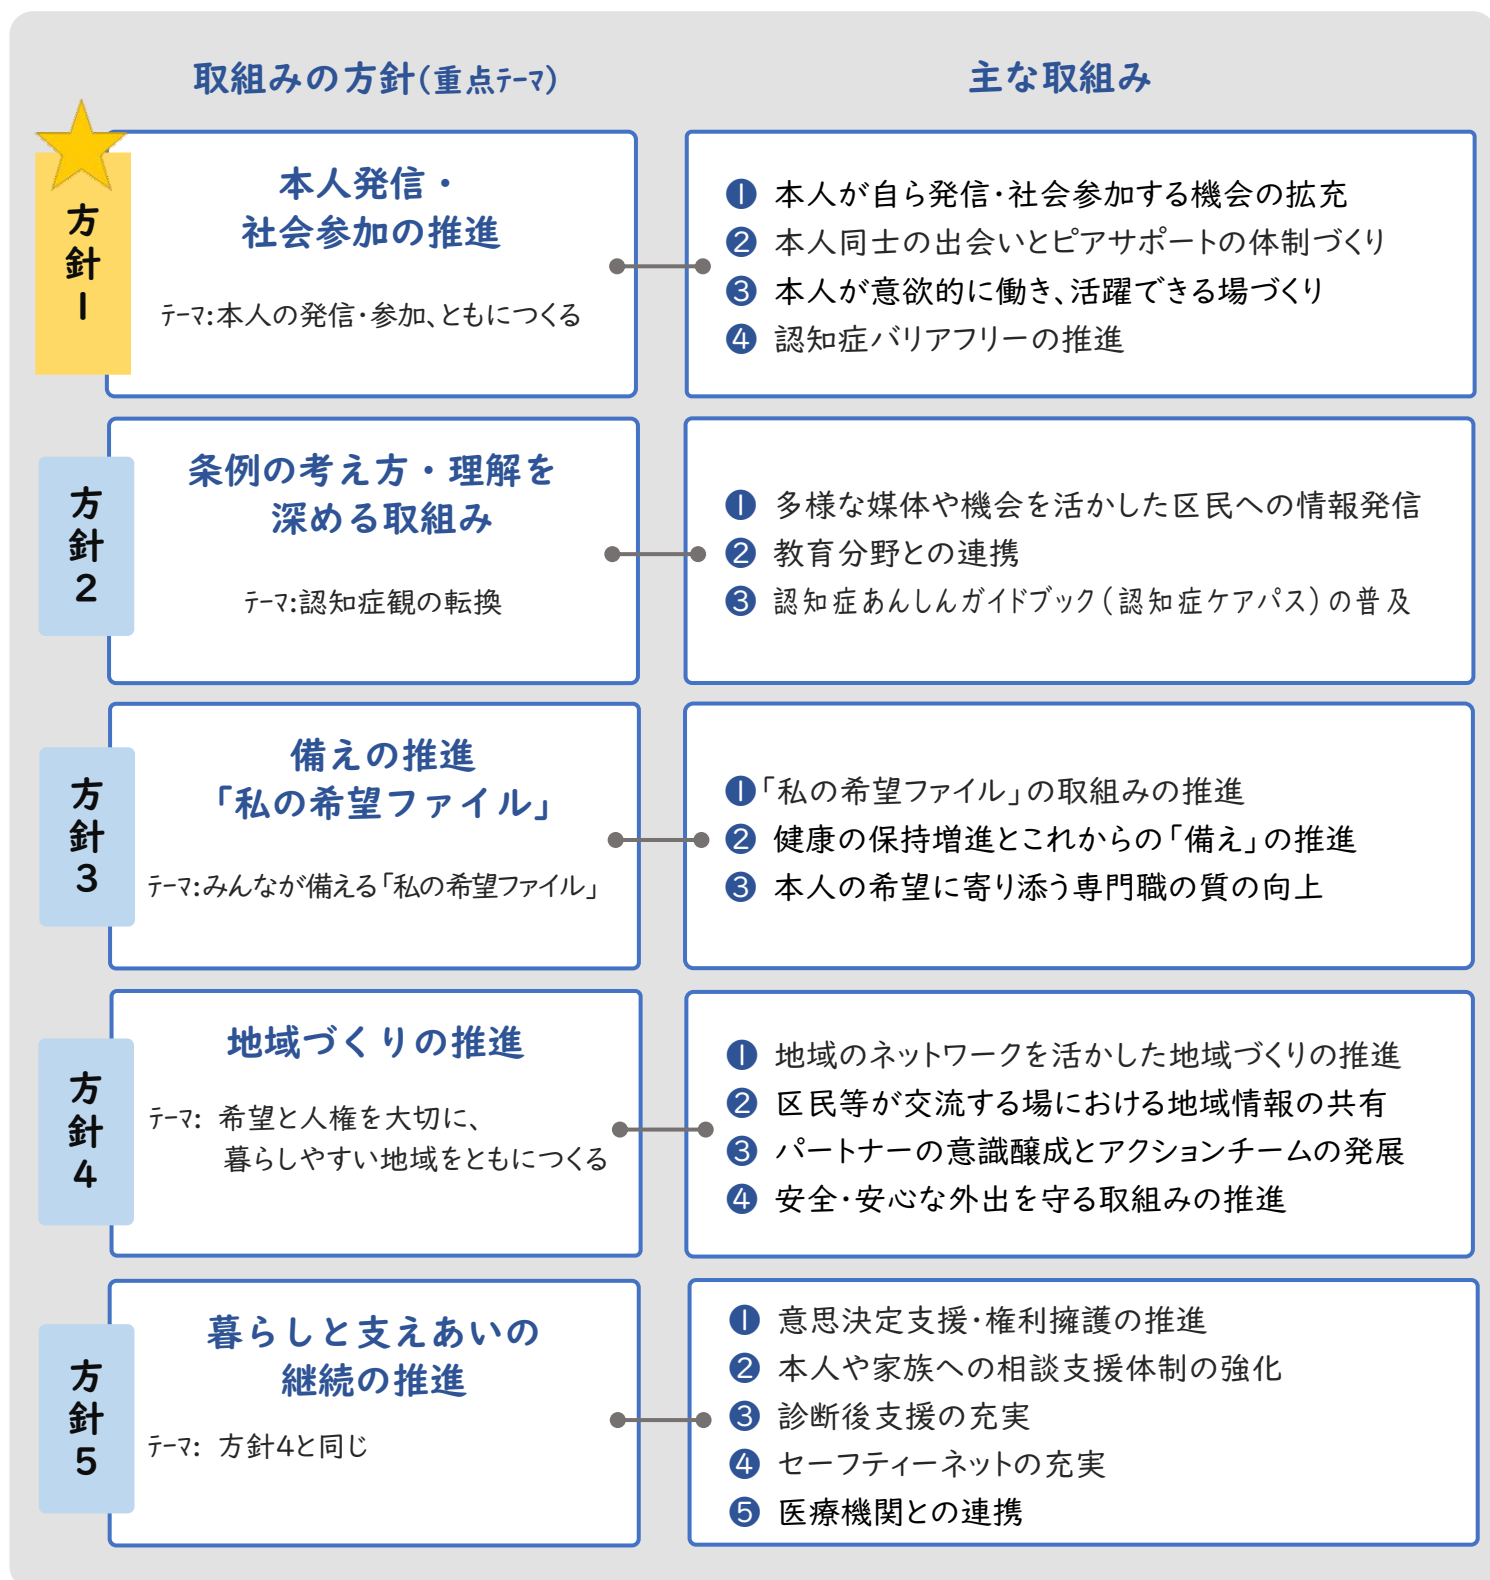 取組みの方針(重点ﾃｰﾏ)
主な取組み
方針1
本人発信・
社会参加の推進
ﾃｰﾏ:本人の発信・参加、ともにつくる
❶ 本人が自ら発信・社会参加する機会の拡充
❷ 本人同士の出会いとピアサポートの体制づくり
❸ 本人が意欲的に働き、活躍できる場づくり
❹ 認知症バリアフリーの推進
方針2
条例の考え方・理解を
深める取組み
ﾃｰﾏ:認知症観の転換
❶ 多様な媒体や機会を活かした区民への情報発信
❷ 教育分野との連携
❸ 認知症あんしんガイドブック(認知症ケアパス)の普及
方針3
備えの推進
「私の希望ファイル」
ﾃｰﾏ:みんなが備える「私の希望ファイル」
❶「私の希望ファイル」の取組みの推進
❷ 健康の保持増進とこれからの「備え」の推進
❸ 本人の希望に寄り添う専門職の質の向上
方針4
地域づくりの推進
ﾃｰﾏ: 希望と人権を大切に、
暮らしやすい地域をともにつくる
❶ 地域のネットワークを活かした地域づくりの推進
❷ 区民等が交流する場における地域情報の共有
❸ パートナーの意識醸成とアクションチームの発展
❹ 安全・安心な外出を守る取組みの推進
方針5
暮らしと支えあいの
継続の推進
ﾃｰﾏ: 方針4と同じ
❶ 意思決定支援・権利擁護の推進
❷ 本人や家族への相談支援体制の強化
❸ 診断後支援の充実
❹ セーフティーネットの充実
❺ 医療機関との連携